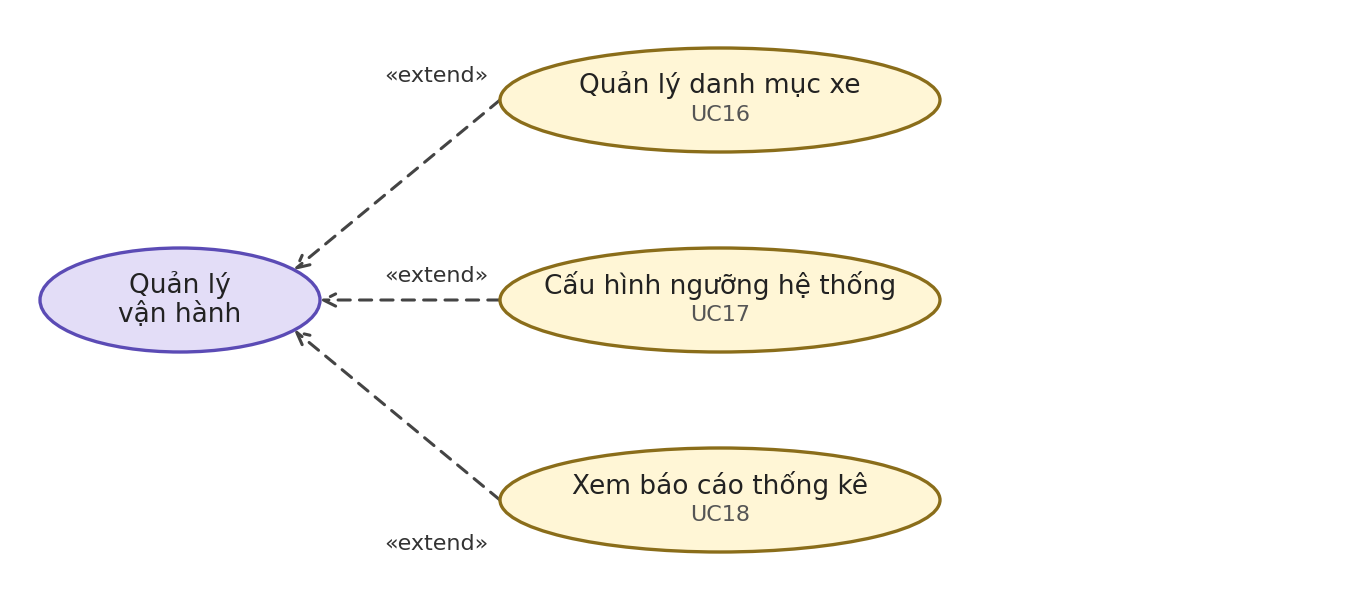 «extend»
Quản lý danh mục xe
UC16
Quản lý
vận hành
«extend»
Cấu hình ngưỡng hệ thống
UC17
Xem báo cáo thống kê
UC18
«extend»